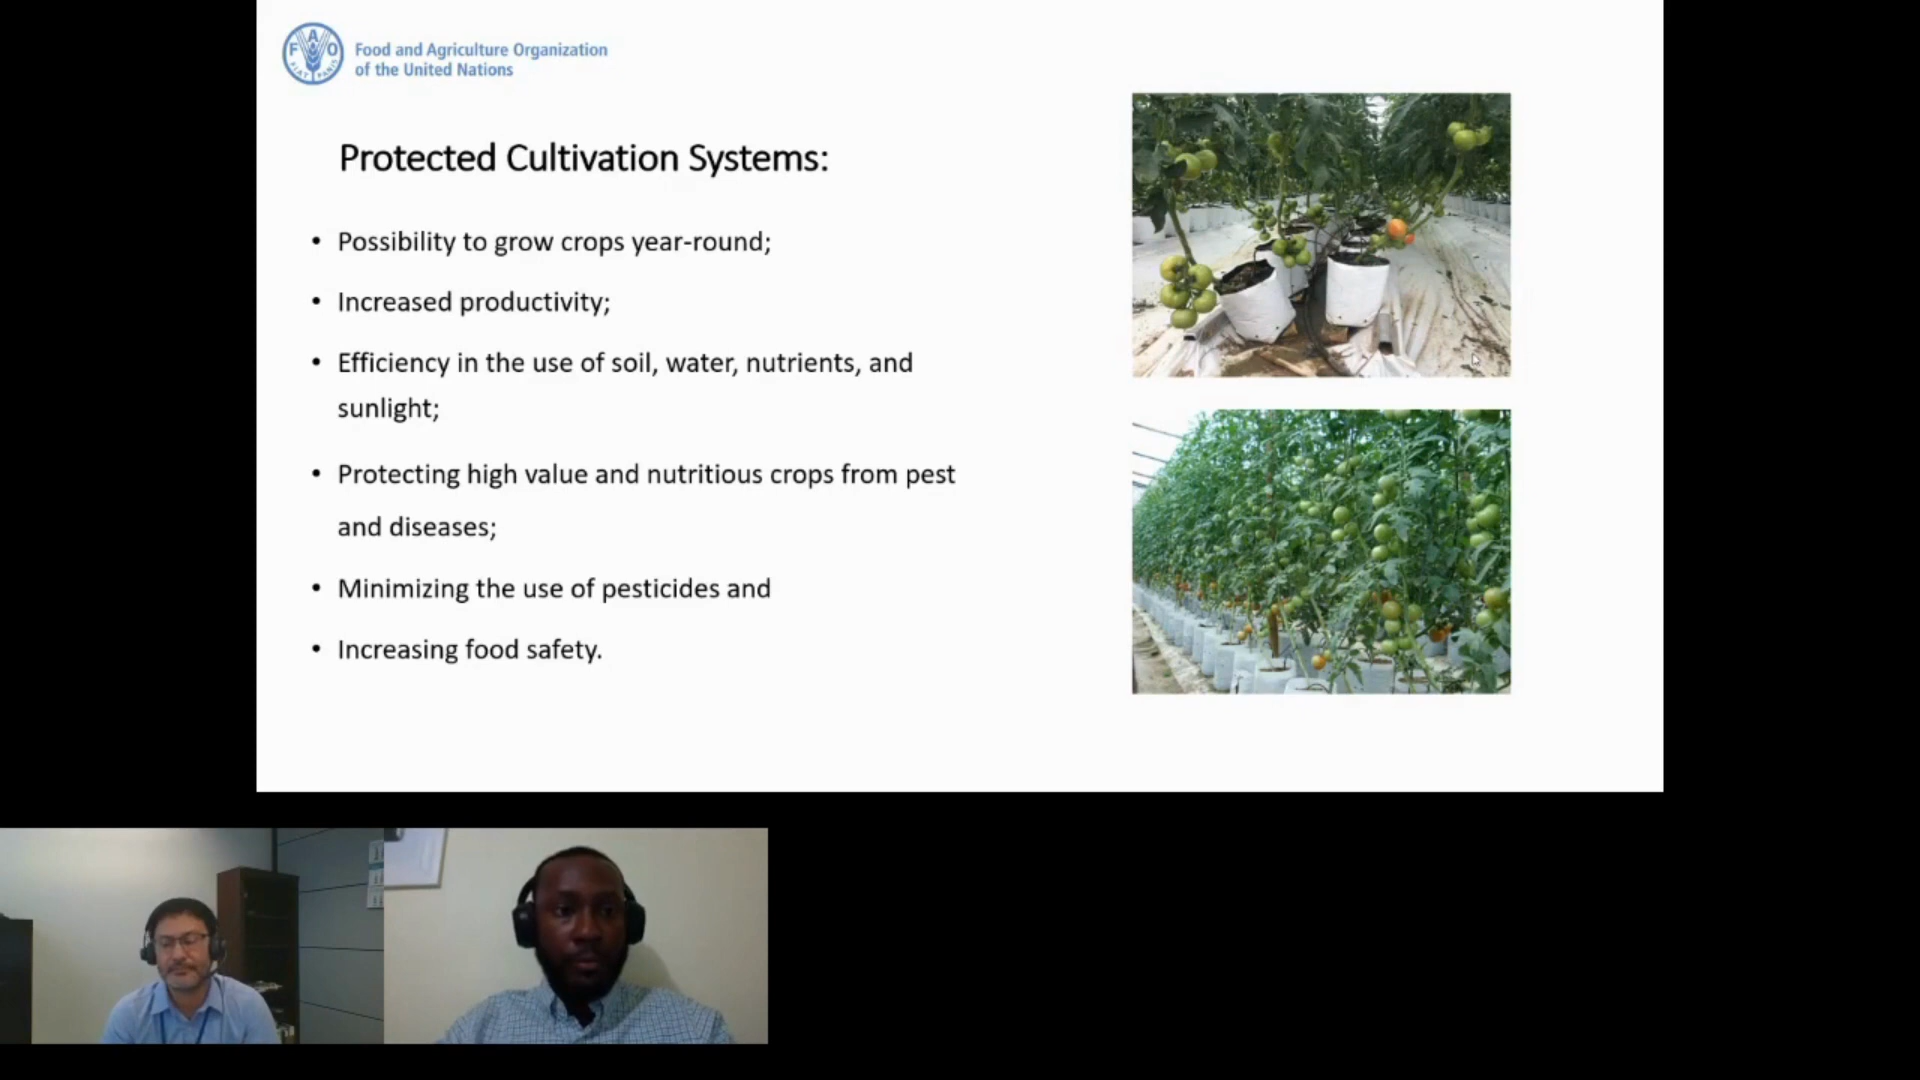 F A O
FIAT PANIS
Food and Agriculture Organization
of the United Nations
Protected Cultivation Systems:
• Possibility to grow crops year-round;
• Increased productivity;
• Efficiency in the use of soil, water, nutrients, and
sunlight;
• Protecting high value and nutritious crops from pest
and diseases;
• Minimizing the use of pesticides and
• Increasing food safety.